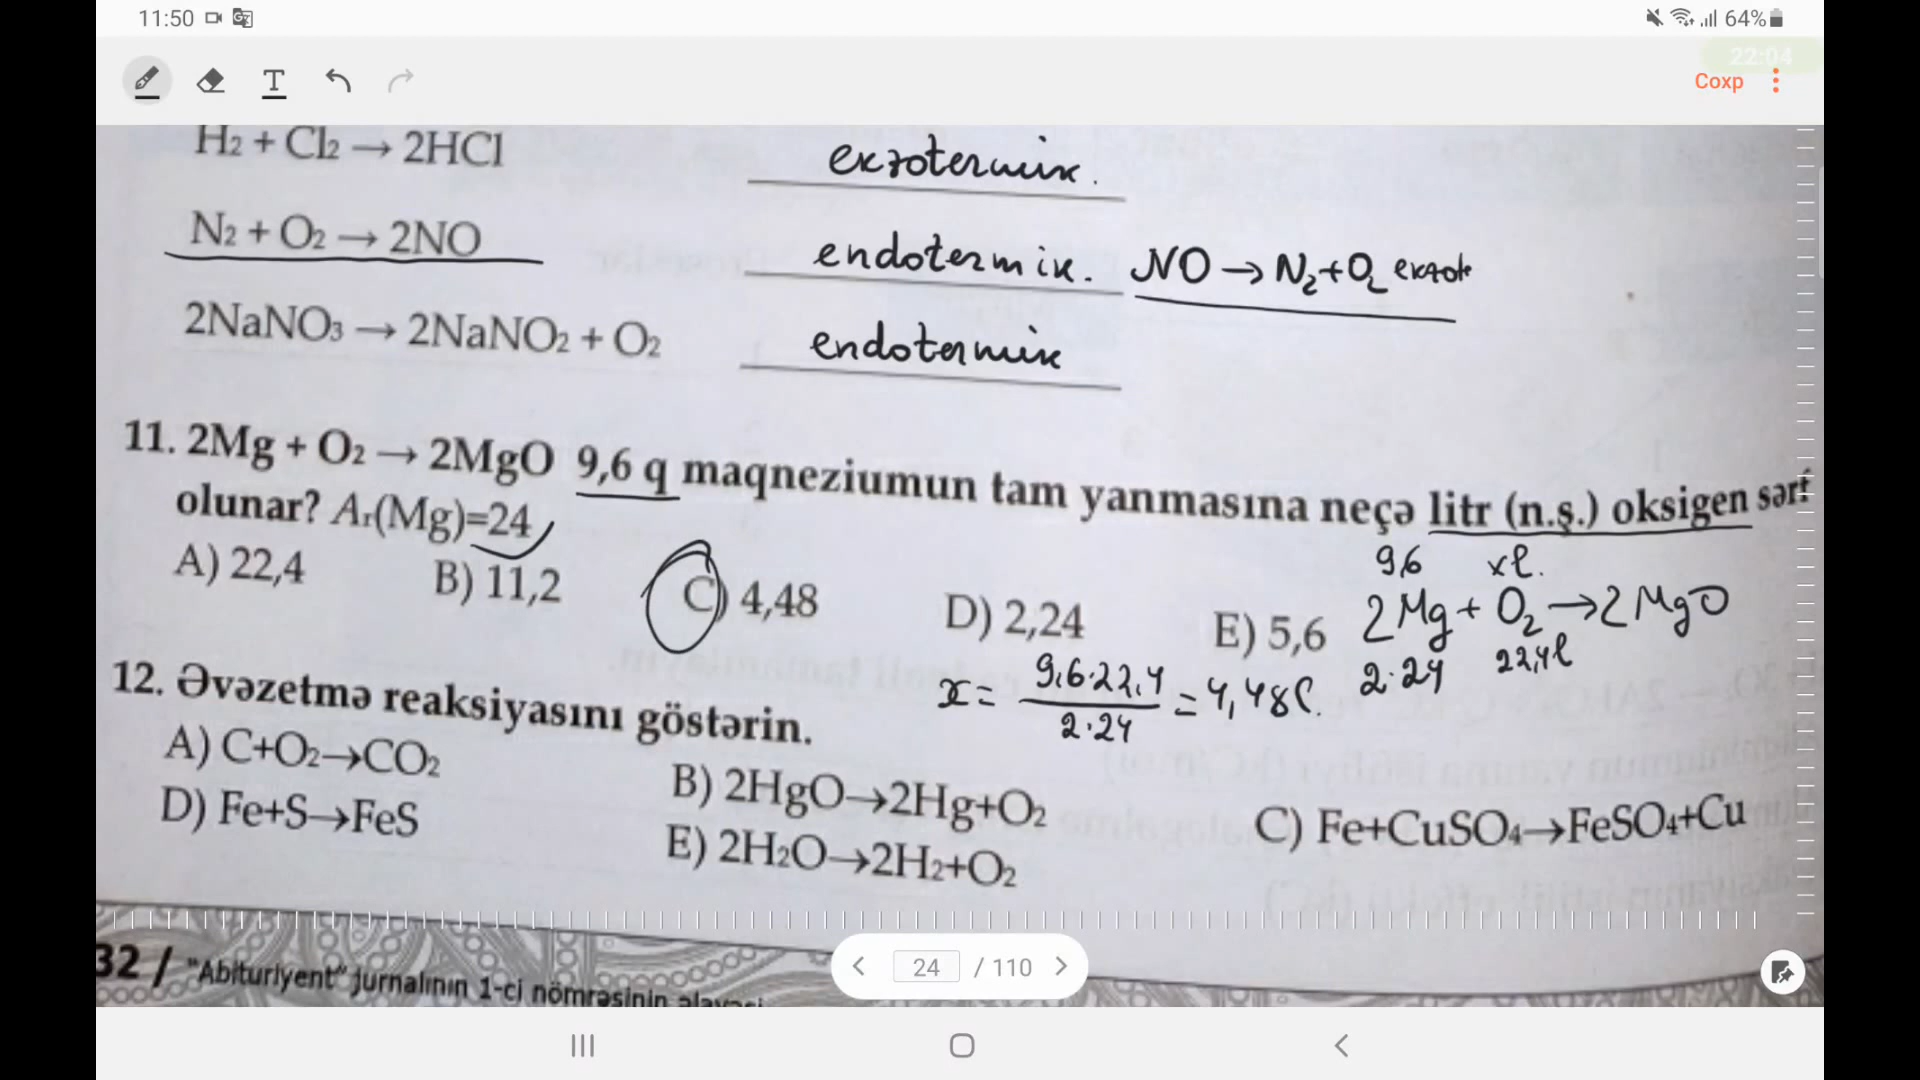 11:50
64%
22:04
T
Сохр
H₂ + Cl₂ → 2HCl
ekzotermik.
N₂ + O₂ → 2NO
endotermik. NO → N₂+O₂ ekzot
2NaNO₃ → 2NaNO₂ + O₂
endotermik
11. 2Mg + O₂ → 2MgO 9,6 q maqneziumun tam yanmasına neçə litr (n.ş.) oksigen sərf
olunar? Ar(Mg)=24
A) 22,4 B) 11,2 C) 4,48 D) 2,24 E) 5,6
9,6 xl.
2Mg + O₂ → 2MgO
2·24 22,4l
x = 9,6·22,4 / 2·24 = 4,48l.
12. Əvəzetmə reaksiyasını göstərin.
A) C+O₂→CO₂ B) 2HgO→2Hg+O₂ C) Fe+CuSO₄→FeSO₄+Cu
D) Fe+S→FeS E) 2H₂O→2H₂+O₂
32 / "Abituriyent" jurnalının 1-ci nömrəsinin əlavəsi
24 / 110